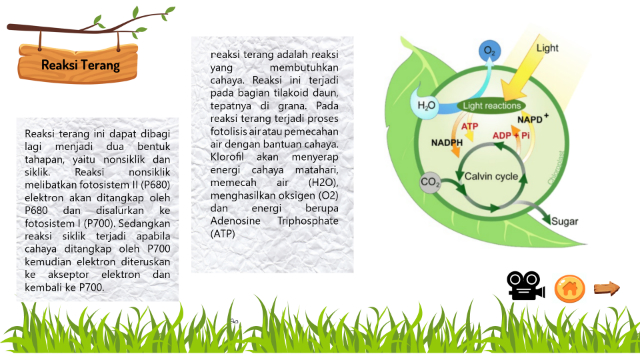 Reaksi Terang
Reaksi terang ini dapat dibagi
lagi menjadi dua bentuk
tahapan, yaitu nonsiklik dan
siklik. Reaksi nonsiklik
melibatkan fotosistem II (P680)
elektron akan ditangkap oleh
P680 dan disalurkan ke
fotosistem I (P700). Sedangkan
reaksi siklik terjadi apabila
cahaya ditangkap oleh P700
kemudian elektron diteruskan
ke akseptor elektron dan
kembali ke P700.
reaksi terang adalah reaksi
yang membutuhkan
cahaya. Reaksi ini terjadi
pada bagian tilakoid daun,
tepatnya di grana. Pada
reaksi terang terjadi proses
fotolisis air atau pemecahan
air dengan bantuan cahaya.
Klorofil akan menyerap
energi cahaya matahari,
memecah air (H2O),
menghasilkan oksigen (O2)
dan energi berupa
Adenosine Triphosphate
(ATP)
O₂
Light
H₂O
Light reactions
NAPD⁺
ATP
ADP + Pi
NADPH
CO₂
Calvin cycle
Sugar